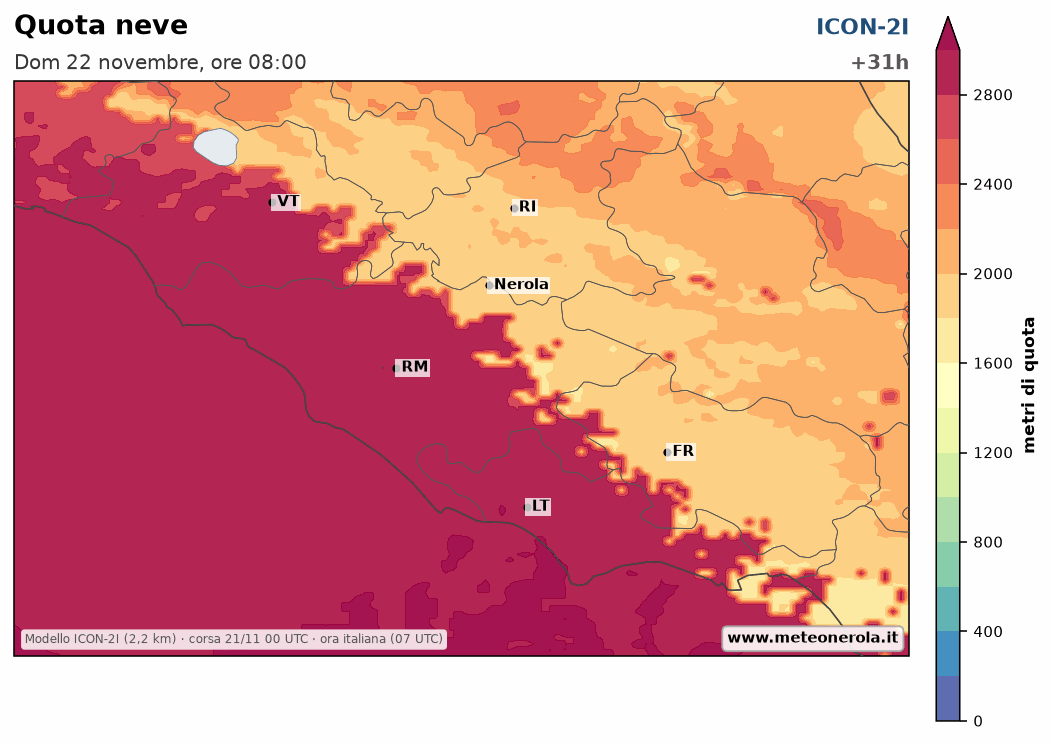 Quota neve
ICON-2I
Dom 22 novembre, ore 08:00
+31h
VT
RI
Nerola
RM
FR
LT
Modello ICON-2I (2,2 km) · corsa 21/11 00 UTC · ora italiana (07 UTC)
www.meteonerola.it
2800
2400
2000
1600
1200
800
400
0
metri di quota